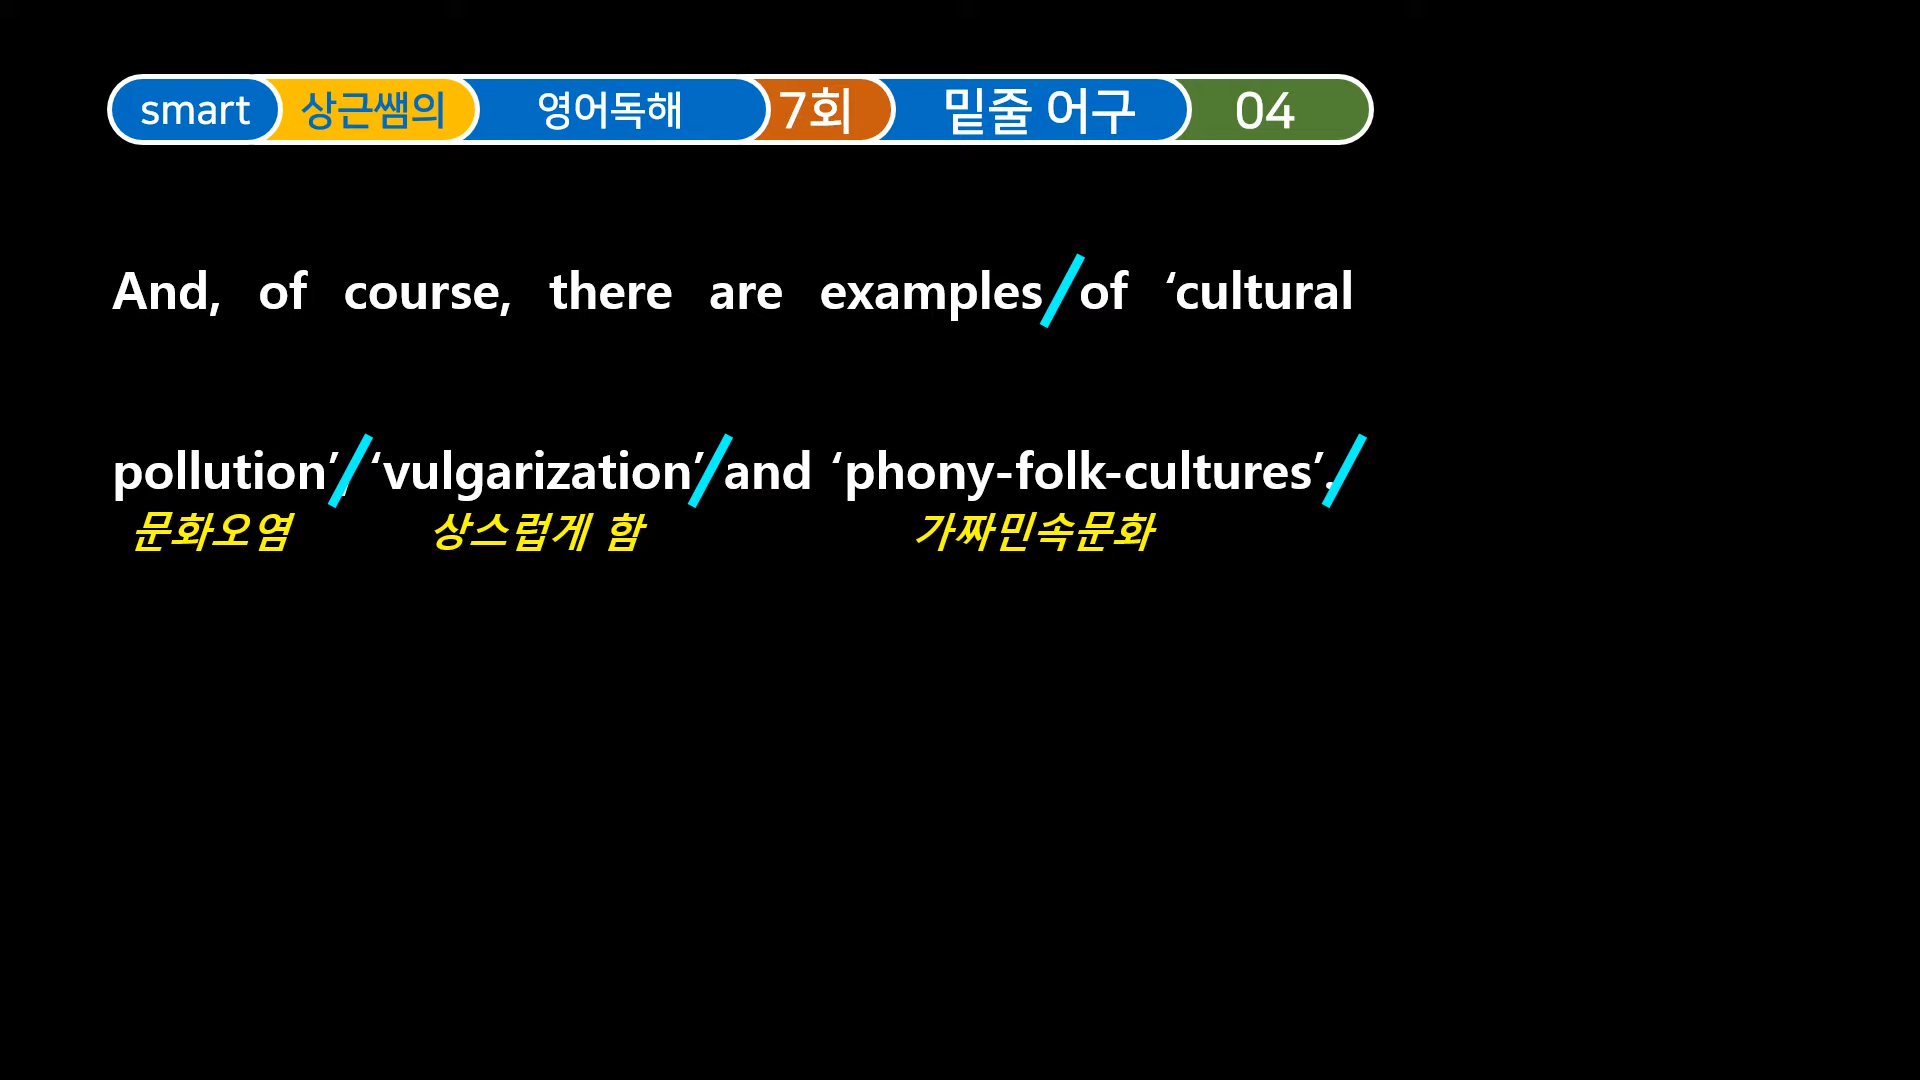 smart 상근쌤의 영어독해 7회 밑줄 어구 04
And, of course, there are examples of ‘cultural
pollution’, ‘vulgarization’ and ‘phony-folk-cultures’.
문화오염 상스럽게 함 가짜민속문화